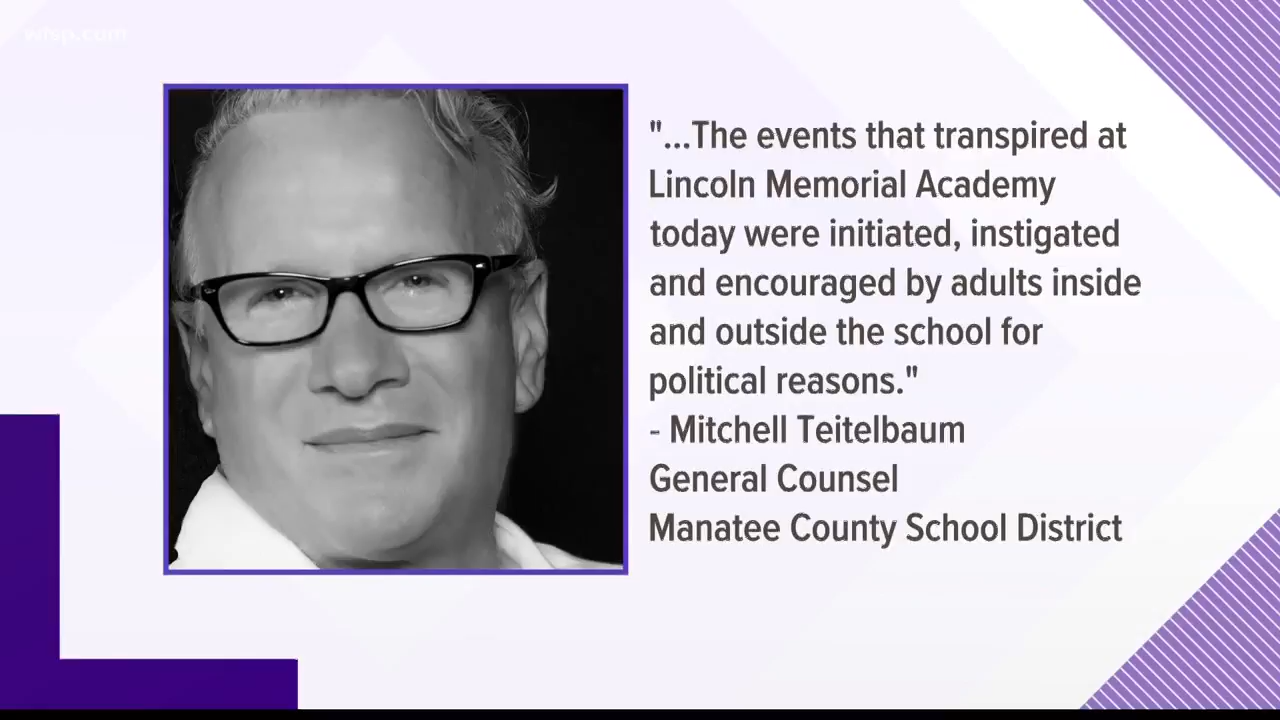 wtsp.com
"...The events that transpired at
Lincoln Memorial Academy
today were initiated, instigated
and encouraged by adults inside
and outside the school for
political reasons."
- Mitchell Teitelbaum
General Counsel
Manatee County School District